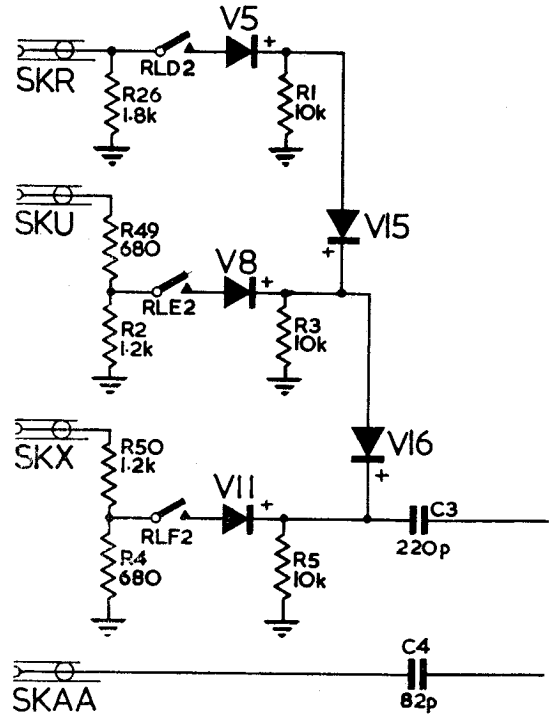 V5
+
SKR
RLD2
R26
1.8k
R1
10k
V15
+
SKU
R49
680
V8
+
RLE2
R2
1.2k
R3
10k
V16
+
SKX
R50
1.2k
V11
+
RLF2
R4
680
R5
10k
C3
220p
C4
82p
SKAA